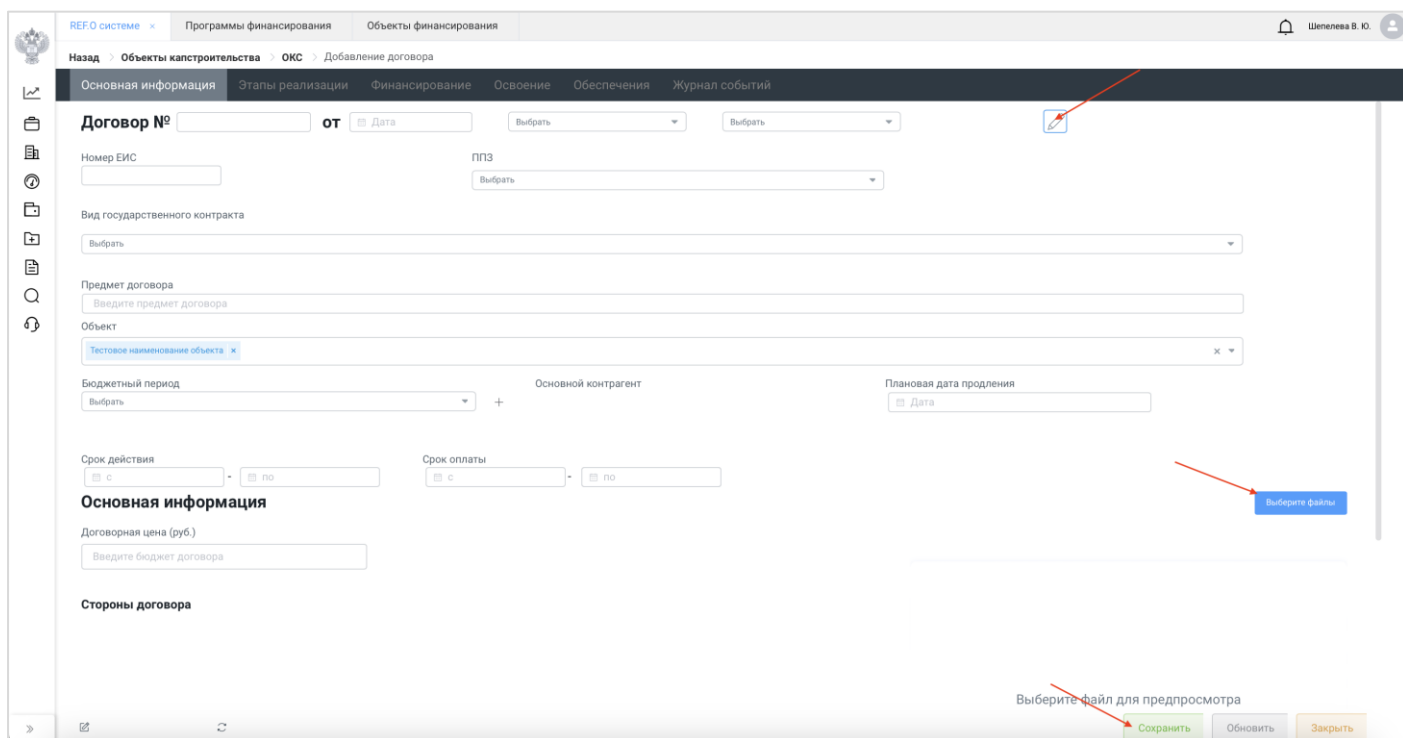 REF.О системе × Программы финансирования Объекты финансирования Шепелева В. Ю.
Назад > Объекты капстроительства > ОКС > Добавление договора
Основная информация Этапы реализации Финансирование Освоение Обеспечения Журнал событий
Договор № от Дата Выбрать Выбрать
Номер ЕИС ППЗ
Выбрать
Вид государственного контракта
Выбрать
Предмет договора
Введите предмет договора
Объект
Тестовое наименование объекта × ×
Бюджетный период Основной контрагент Плановая дата продления
Выбрать + Дата
Срок действия Срок оплаты
с - по с - по
Основная информация Выберите файлы
Договорная цена (руб.)
Введите бюджет договора
Стороны договора
Выберите файл для предпросмотра
Сохранить Обновить Закрыть